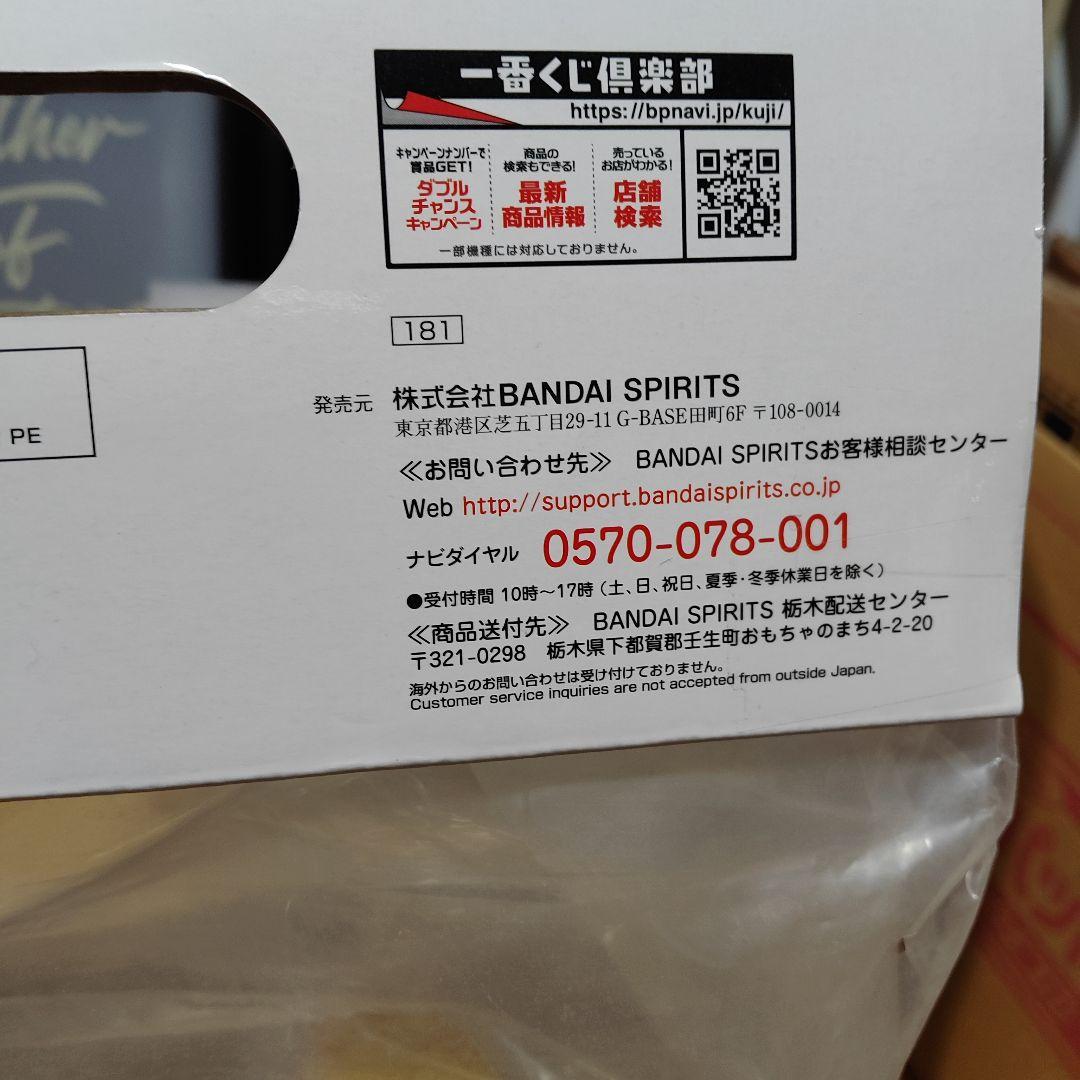 ther
of
一番くじ倶楽部
https://bpnavi.jp/kuji/
キャンペーンナンバーで
賞品GET!
ダブル
チャンス
キャンペーン
商品の
検索もできる!
最新
商品情報
売っている
お店がわかる!
店舗
検索
一部機種には対応しておりません。
181
PE
発売元 株式会社BANDAI SPIRITS
東京都港区芝五丁目29-11 G-BASE田町6F 〒108-0014
≪お問い合わせ先≫ BANDAI SPIRITSお客様相談センター
Web http://support.bandaispirits.co.jp
ナビダイヤル 0570-078-001
●受付時間 10時〜17時（土、日、祝日、夏季・冬季休業日を除く）
≪商品送付先≫ BANDAI SPIRITS 栃木配送センター
〒321-0298 栃木県下都賀郡壬生町おもちゃのまち4-2-20
海外からのお問い合わせは受け付けておりません。
Customer service inquiries are not accepted from outside Japan.